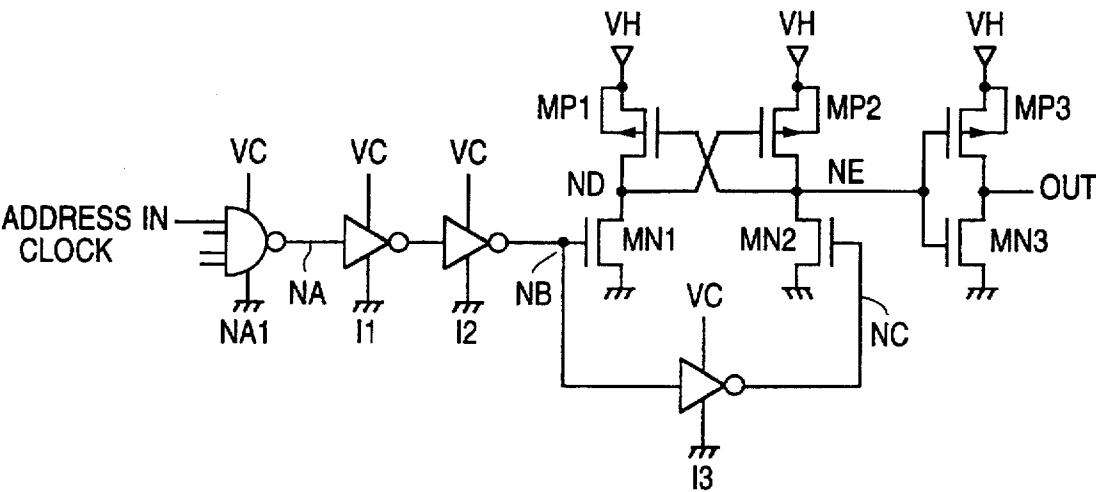 VH VH VH
MP1 MP2 MP3
VC VC VC
ND NE OUT
ADDRESS IN
CLOCK
MN1 MN2 MN3
NA NB
NA1 I1 I2 VC NC
I3